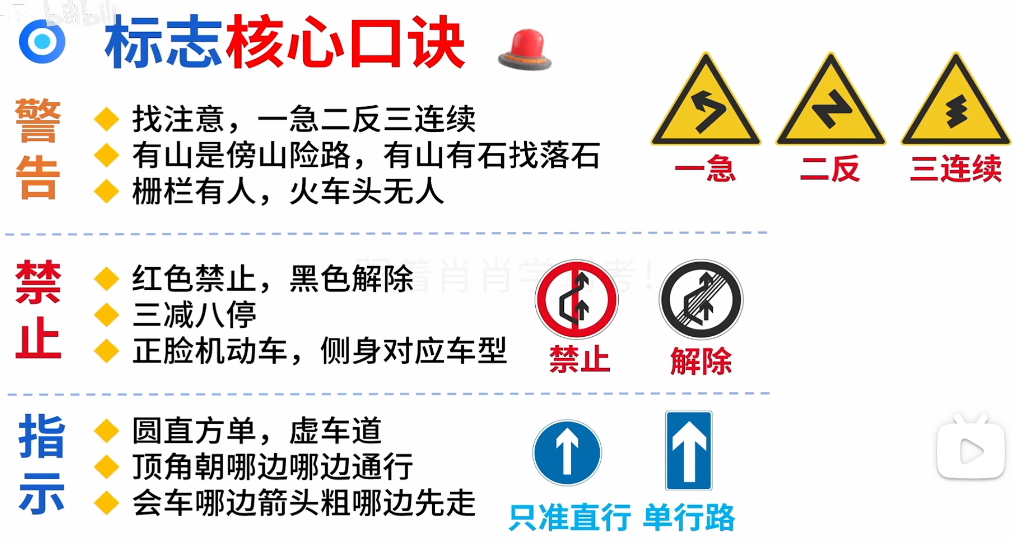 bilibili
标志核心口诀
警告
找注意，一急二反三连续
有山是傍山险路，有山有石找落石
栅栏有人，火车头无人
一急
二反
三连续
禁止
红色禁止，黑色解除
三减八停
正脸机动车，侧身对应车型
禁止
解除
指示
圆直方单，虚车道
顶角朝哪边哪边通行
会车哪边箭头粗哪边先走
只准直行
单行路